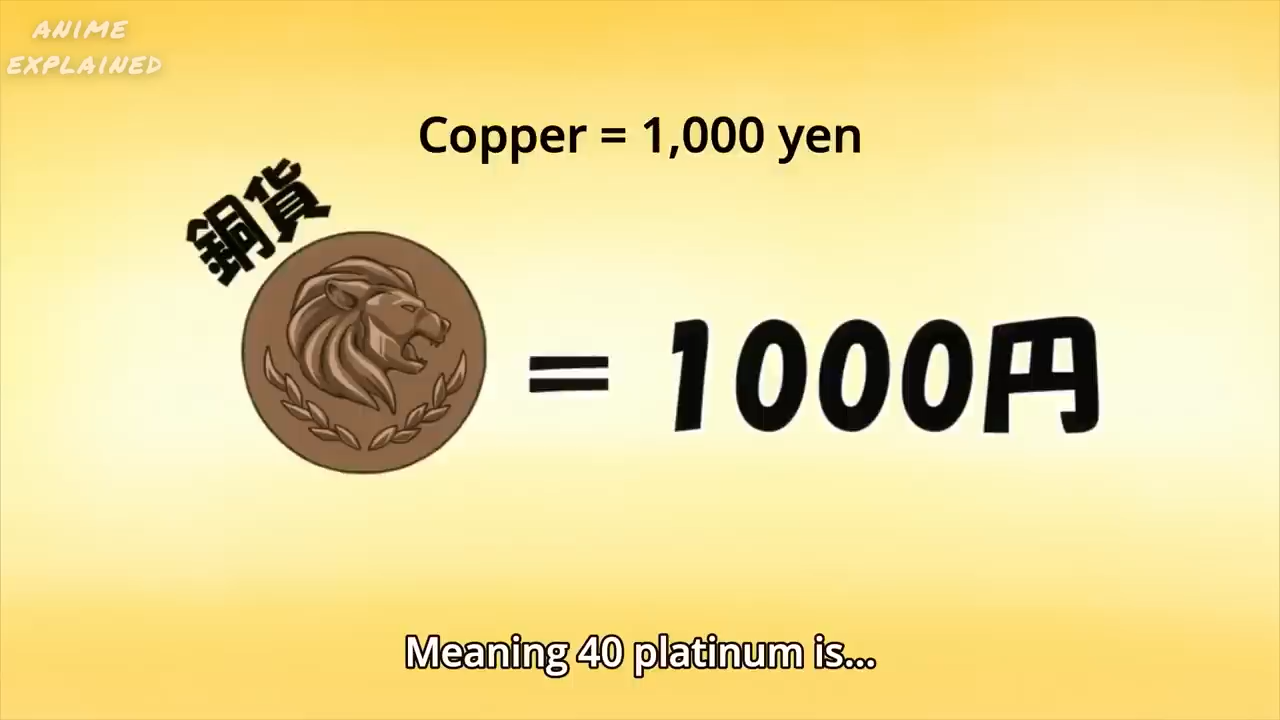 ANIME
EXPLAINED
Copper = 1,000 yen
銅貨
= 1000円
Meaning 40 platinum is...